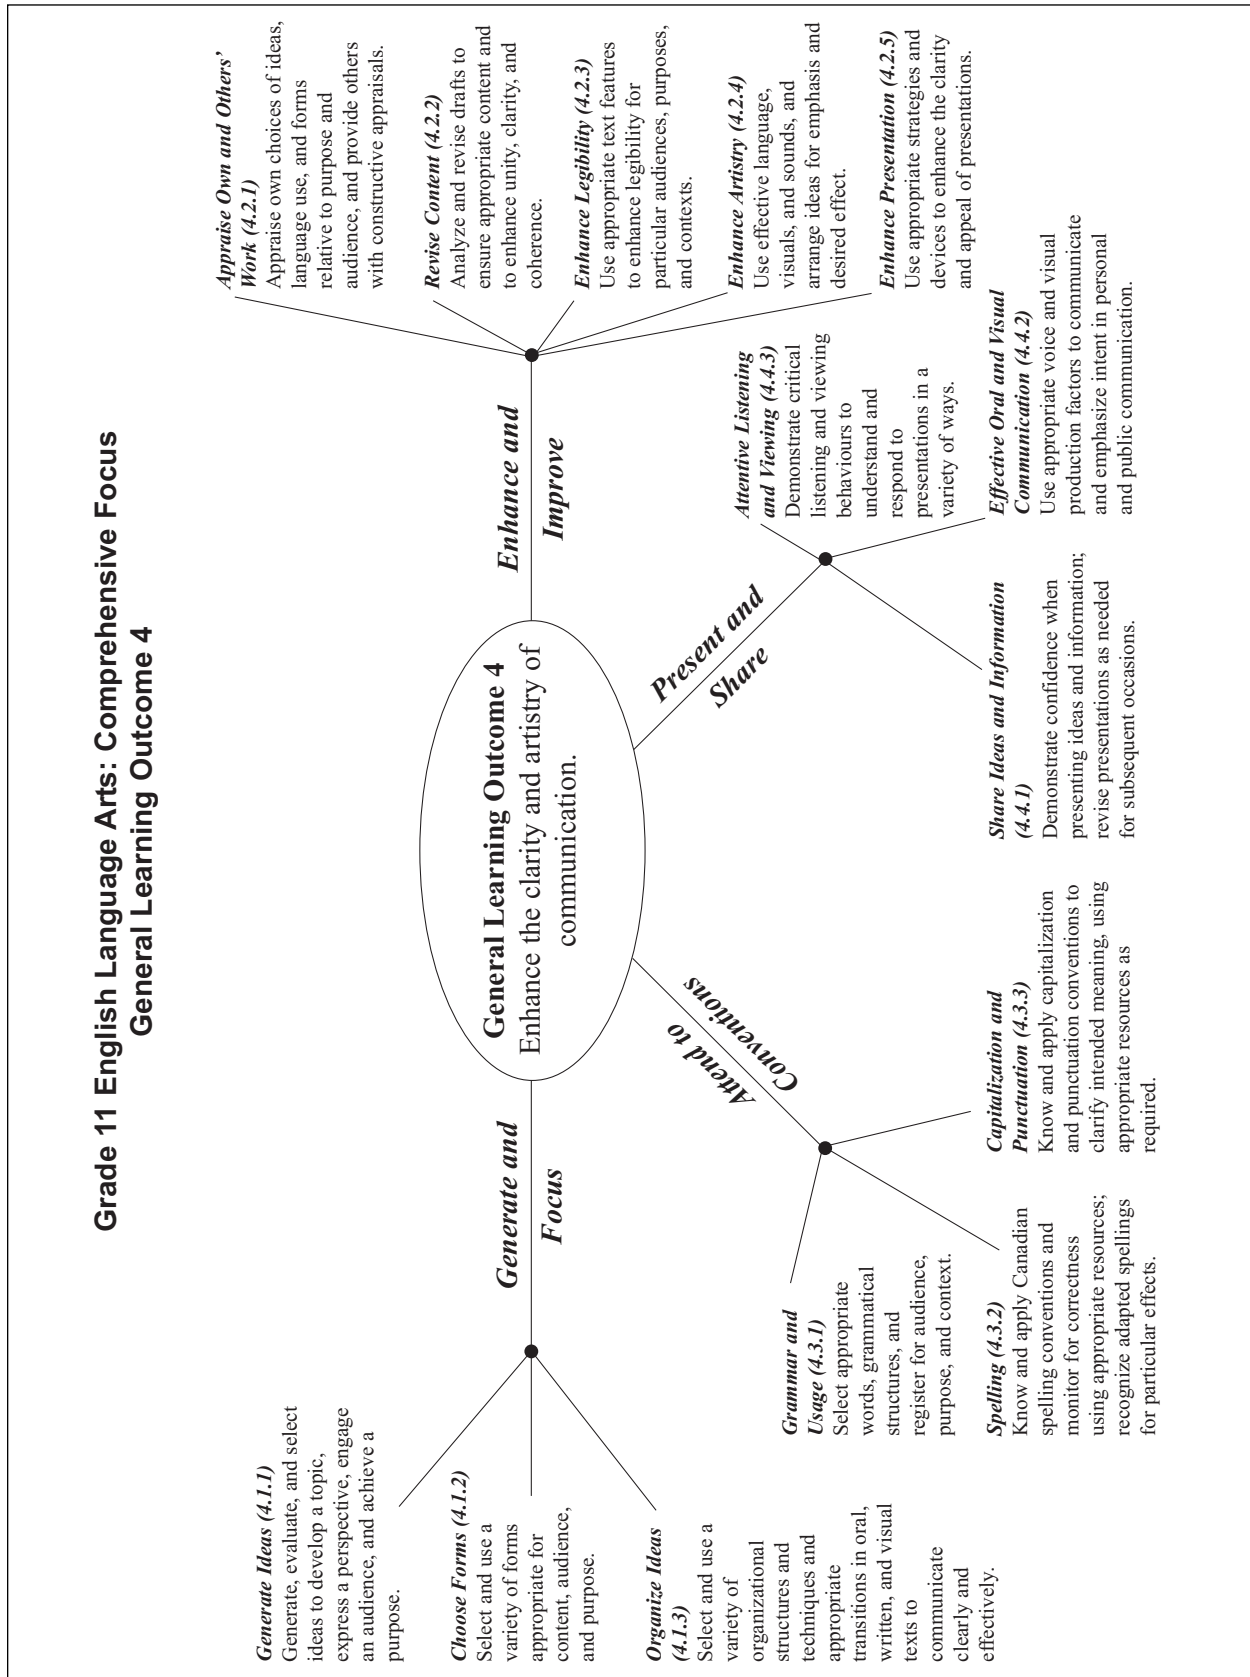 Grade 11 English Language Arts: Comprehensive Focus
General Learning Outcome 4
General Learning Outcome 4
Enhance the clarity and artistry of
communication.
Generate and
Focus
Generate Ideas (4.1.1)
Generate, evaluate, and select
ideas to develop a topic,
express a perspective, engage
an audience, and achieve a
purpose.
Choose Forms (4.1.2)
Select and use a
variety of forms
appropriate for
content, audience,
and purpose.
Organize Ideas
(4.1.3)
Select and use a
variety of
organizational
structures and
techniques and
appropriate
transitions in oral,
written, and visual
texts to
communicate
clearly and
effectively.
Attend to
Conventions
Grammar and
Usage (4.3.1)
Select appropriate
words, grammatical
structures, and
register for audience,
purpose, and context.
Spelling (4.3.2)
Know and apply Canadian
spelling conventions and
monitor for correctness
using appropriate resources;
recognize adapted spellings
for particular effects.
Capitalization and
Punctuation (4.3.3)
Know and apply capitalization
and punctuation conventions to
clarify intended meaning, using
appropriate resources as
required.
Present and
Share
Share Ideas and Information
(4.4.1)
Demonstrate confidence when
presenting ideas and information;
revise presentations as needed
for subsequent occasions.
Attentive Listening
and Viewing (4.4.3)
Demonstrate critical
listening and viewing
behaviours to
understand and
respond to
presentations in a
variety of ways.
Effective Oral and Visual
Communication (4.4.2)
Use appropriate voice and visual
production factors to communicate
and emphasize intent in personal
and public communication.
Enhance and
Improve
Appraise Own and Others'
Work (4.2.1)
Appraise own choices of ideas,
language use, and forms
relative to purpose and
audience, and provide others
with constructive appraisals.
Revise Content (4.2.2)
Analyze and revise drafts to
ensure appropriate content and
to enhance unity, clarity, and
coherence.
Enhance Legibility (4.2.3)
Use appropriate text features
to enhance legibility for
particular audiences, purposes,
and contexts.
Enhance Artistry (4.2.4)
Use effective language,
visuals, and sounds, and
arrange ideas for emphasis and
desired effect.
Enhance Presentation (4.2.5)
Use appropriate strategies and
devices to enhance the clarity
and appeal of presentations.